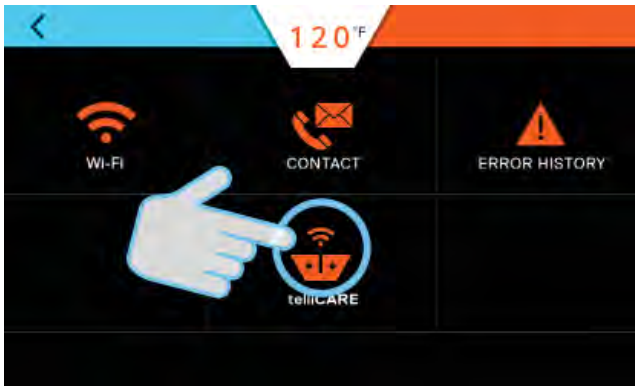 120°F
Wi-Fi
CONTACT
ERROR HISTORY
telliCARE